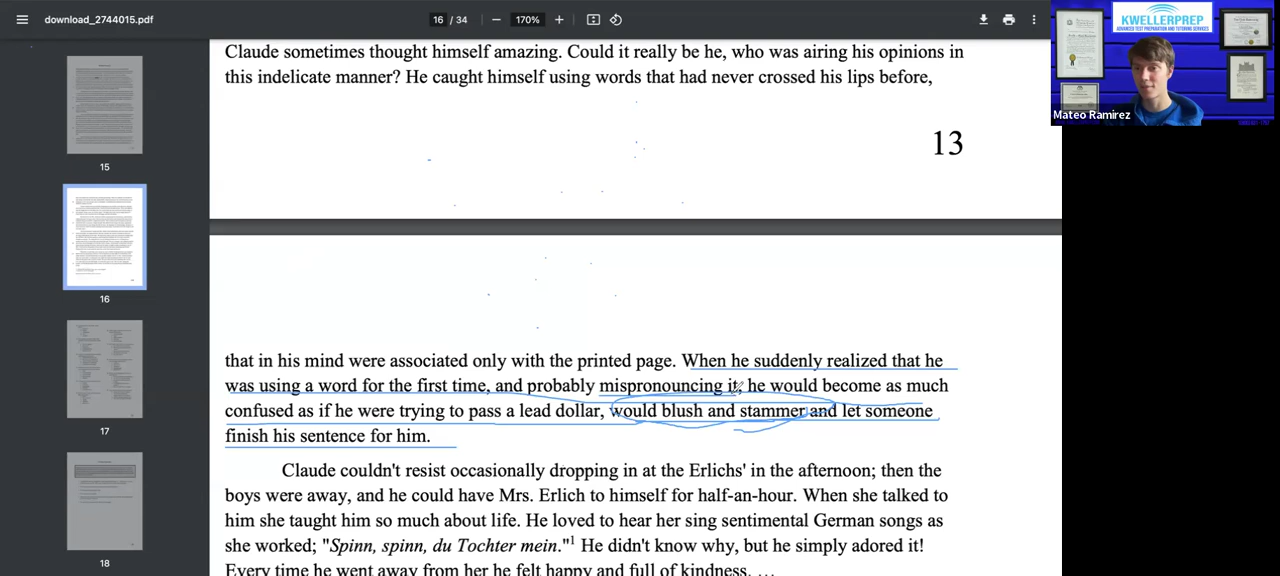 download_2744015.pdf
16 / 34
170%
KWELLERPREP
ADVANCED TEST PREPARATION AND TUTORING SERVICES
Mateo Ramirez
15
16
17
18
Claude sometimes thought himself amazing. Could it really be he, who was airing his opinions in
this indelicate manner? He caught himself using words that had never crossed his lips before,
13
that in his mind were associated only with the printed page. When he suddenly realized that he
was using a word for the first time, and probably mispronouncing it, he would become as much
confused as if he were trying to pass a lead dollar, would blush and stammer and let someone
finish his sentence for him.
Claude couldn't resist occasionally dropping in at the Erlichs' in the afternoon; then the
boys were away, and he could have Mrs. Erlich to himself for half-an-hour. When she talked to
him she taught him so much about life. He loved to hear her sing sentimental German songs as
she worked; "Spinn, spinn, du Tochter mein."1 He didn't know why, but he simply adored it!
Every time he went away from her he felt happy and full of kindness. …